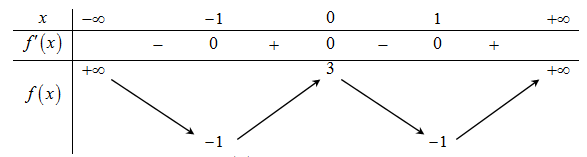 x −∞ −1 0 1 +∞
f′(x) − 0 + 0 − 0 +
+∞ 3 +∞
f(x)
−1 −1